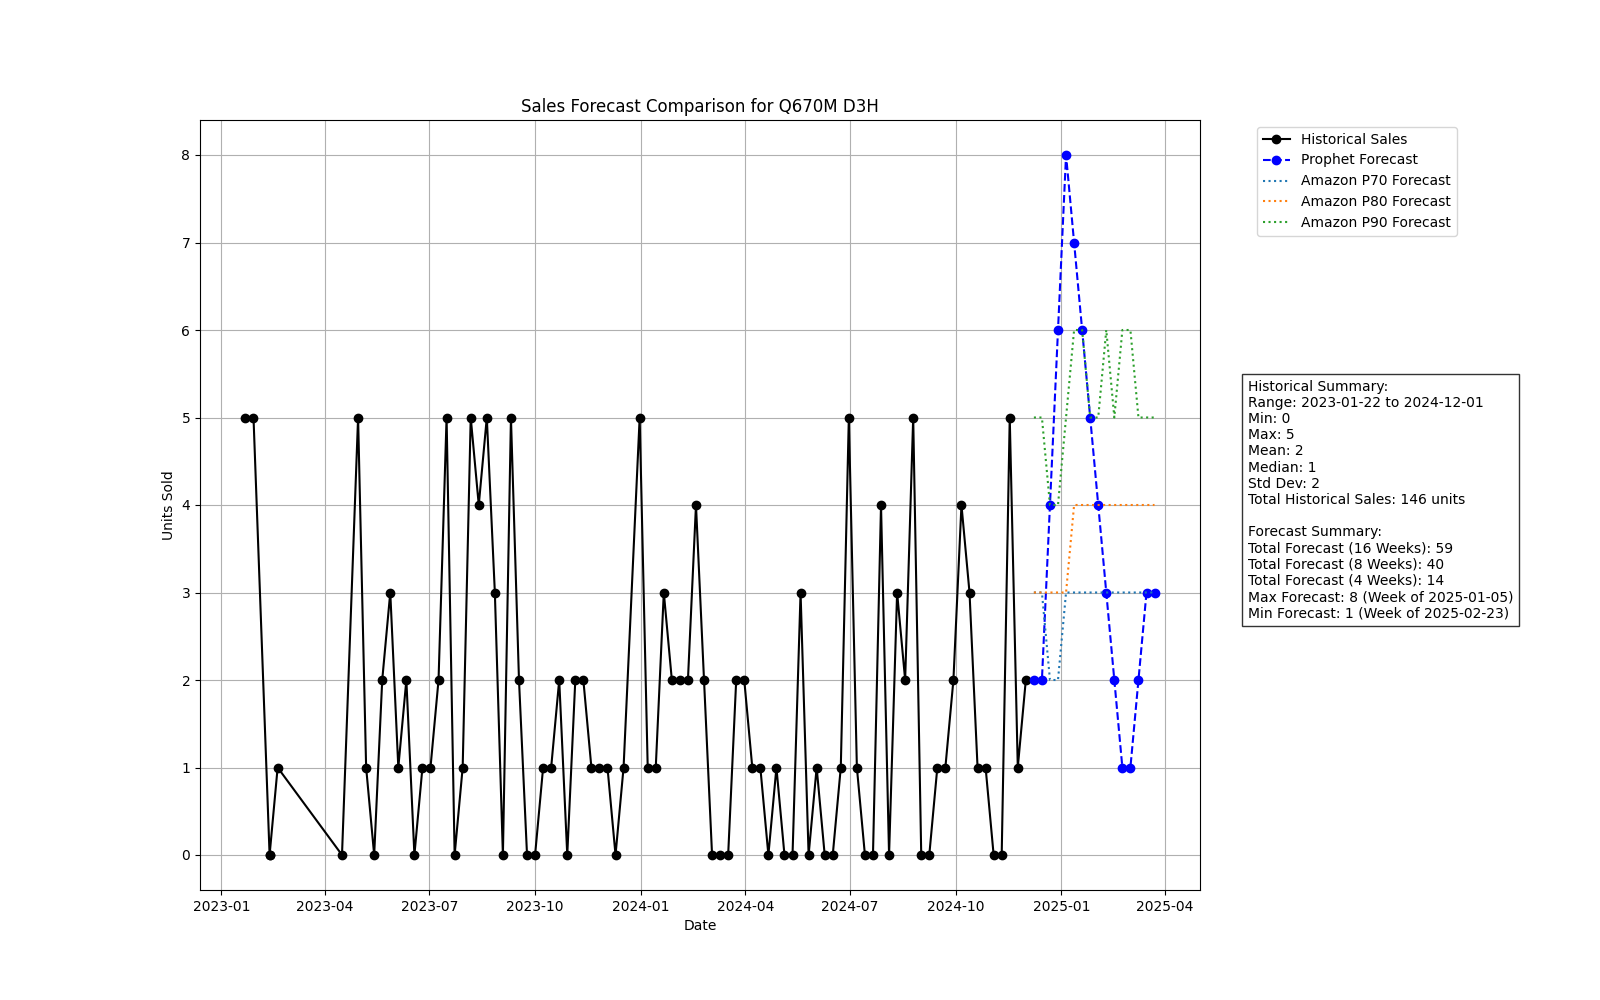 Sales Forecast Comparison for Q670M D3H
Units Sold
8
7
6
5
4
3
2
1
0
2023-01
2023-04
2023-07
2023-10
2024-01
2024-04
2024-07
2024-10
2025-01
2025-04
Date
Historical Sales
Prophet Forecast
Amazon P70 Forecast
Amazon P80 Forecast
Amazon P90 Forecast
Historical Summary:
Range: 2023-01-22 to 2024-12-01
Min: 0
Max: 5
Mean: 2
Median: 1
Std Dev: 2
Total Historical Sales: 146 units
Forecast Summary:
Total Forecast (16 Weeks): 59
Total Forecast (8 Weeks): 40
Total Forecast (4 Weeks): 14
Max Forecast: 8 (Week of 2025-01-05)
Min Forecast: 1 (Week of 2025-02-23)